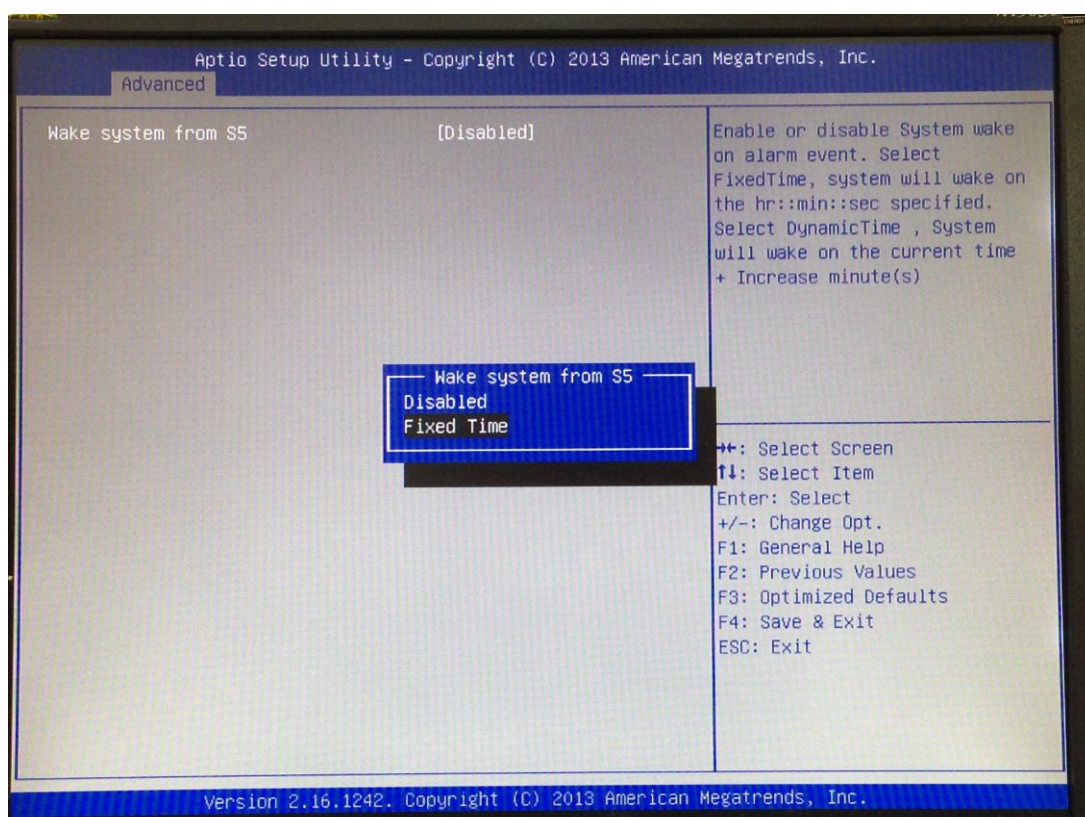 Aptio Setup Utility - Copyright (C) 2013 American Megatrends, Inc.
Advanced
Wake system from S5 [Disabled]
Enable or disable System wake
on alarm event. Select
FixedTime, system will wake on
the hr::min::sec specified.
Select DynamicTime , System
will wake on the current time
+ Increase minute(s)
Wake system from S5
Disabled
Fixed Time
→←: Select Screen
↑↓: Select Item
Enter: Select
+/-: Change Opt.
F1: General Help
F2: Previous Values
F3: Optimized Defaults
F4: Save & Exit
ESC: Exit
Version 2.16.1242. Copyright (C) 2013 American Megatrends, Inc.